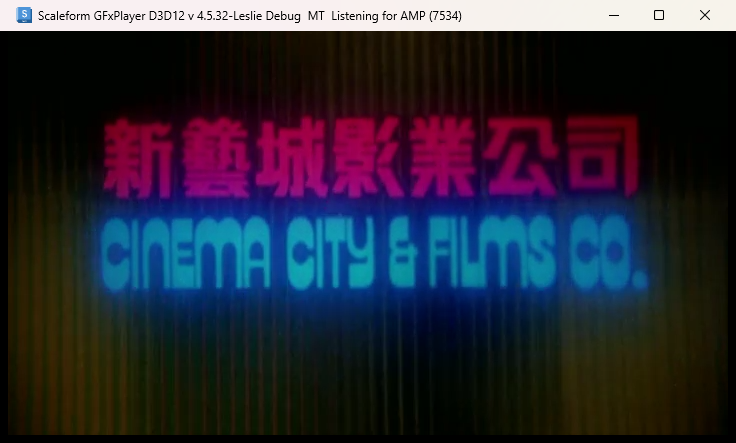 Scaleform GFxPlayer D3D12 v 4.5.32-Leslie Debug  MT  Listening for AMP (7534)
新藝城影業公司
CINEMA CITY & FILMS CO.